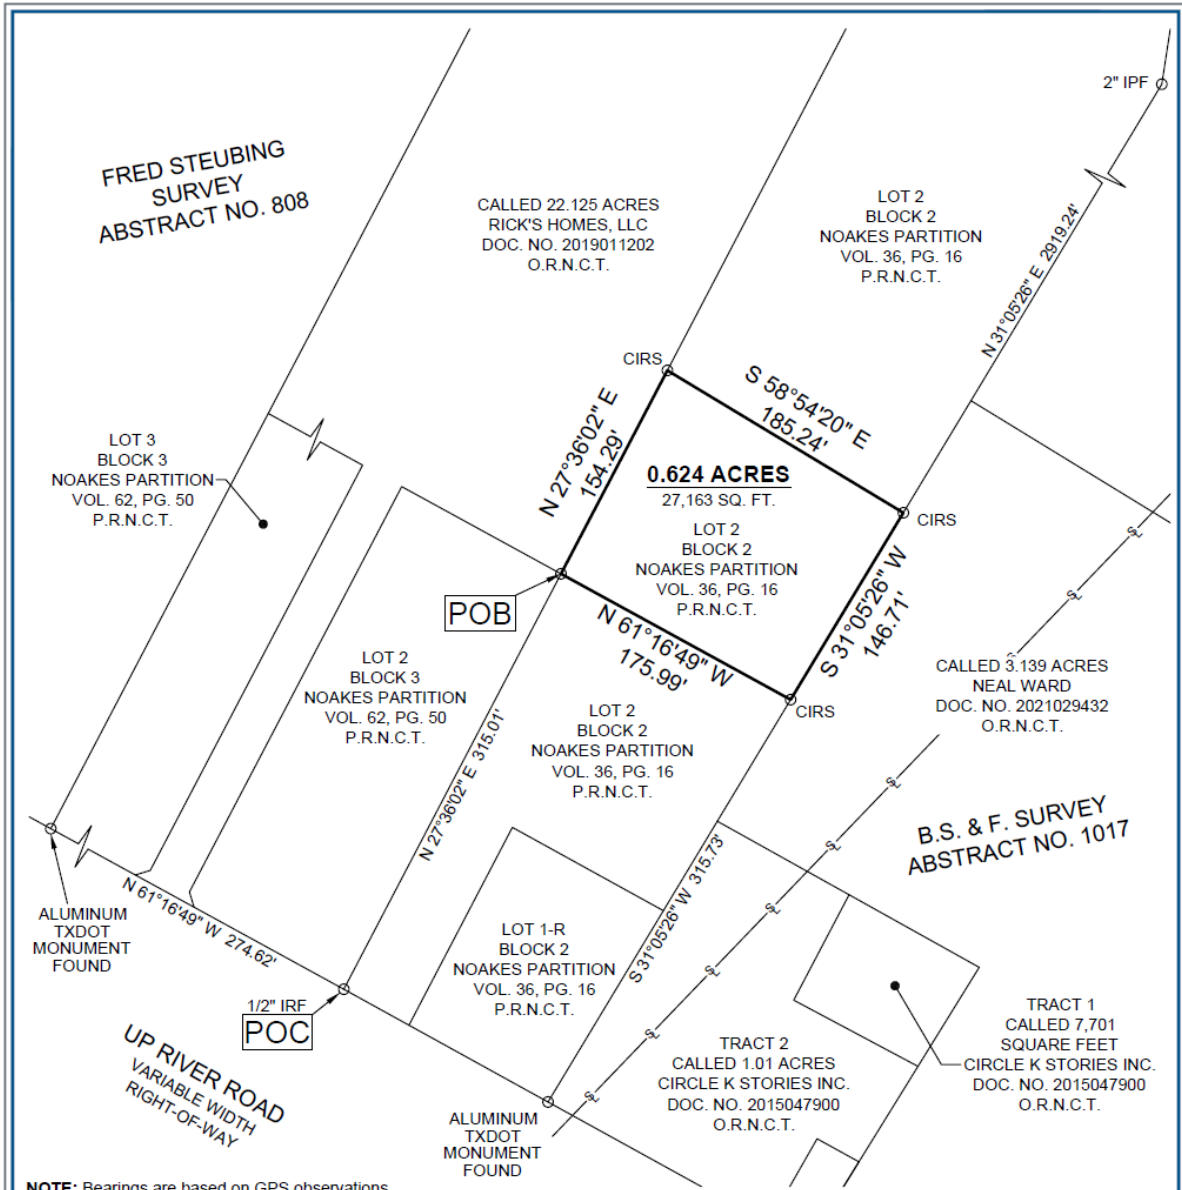 2" IPF
FRED STEUBING
SURVEY
ABSTRACT NO. 808
CALLED 22.125 ACRES
RICK'S HOMES, LLC
DOC. NO. 2019011202
O.R.N.C.T.
LOT 2
BLOCK 2
NOAKES PARTITION
VOL. 36, PG. 16
P.R.N.C.T.
N 31°05'26" E 2919.24'
CIRS
S 58°54'20" E
185.24'
N 27°36'02" E
154.29'
LOT 3
BLOCK 3
NOAKES PARTITION
VOL. 62, PG. 50
P.R.N.C.T.
0.624 ACRES
27,163 SQ. FT.
LOT 2
BLOCK 2
NOAKES PARTITION
VOL. 36, PG. 16
P.R.N.C.T.
CIRS
S 31°05'26" W
146.71'
POB
N 61°16'49" W
175.99'
CIRS
LOT 2
BLOCK 3
NOAKES PARTITION
VOL. 62, PG. 50
P.R.N.C.T.
N 27°36'02" E 315.01'
LOT 2
BLOCK 2
NOAKES PARTITION
VOL. 36, PG. 16
P.R.N.C.T.
CALLED 3.139 ACRES
NEAL WARD
DOC. NO. 2021029432
O.R.N.C.T.
B.S. & F. SURVEY
ABSTRACT NO. 1017
S 31°05'26" W 315.73'
N 61°16'49" W 274.62'
ALUMINUM
TXDOT
MONUMENT
FOUND
LOT 1-R
BLOCK 2
NOAKES PARTITION
VOL. 36, PG. 16
P.R.N.C.T.
1/2" IRF
POC
UP RIVER ROAD
VARIABLE WIDTH
RIGHT-OF-WAY
TRACT 2
CALLED 1.01 ACRES
CIRCLE K STORIES INC.
DOC. NO. 2015047900
O.R.N.C.T.
TRACT 1
CALLED 7,701
SQUARE FEET
CIRCLE K STORIES INC.
DOC. NO. 2015047900
O.R.N.C.T.
ALUMINUM
TXDOT
MONUMENT
FOUND
NOTE: Bearings are based on GPS observations